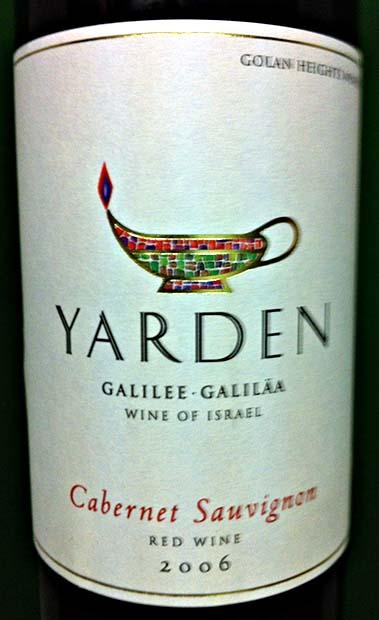 GOLAN HEIGHTS
YARDEN
GALILEE · GALILÄA
WINE OF ISRAEL
Cabernet Sauvignon
RED WINE
2006